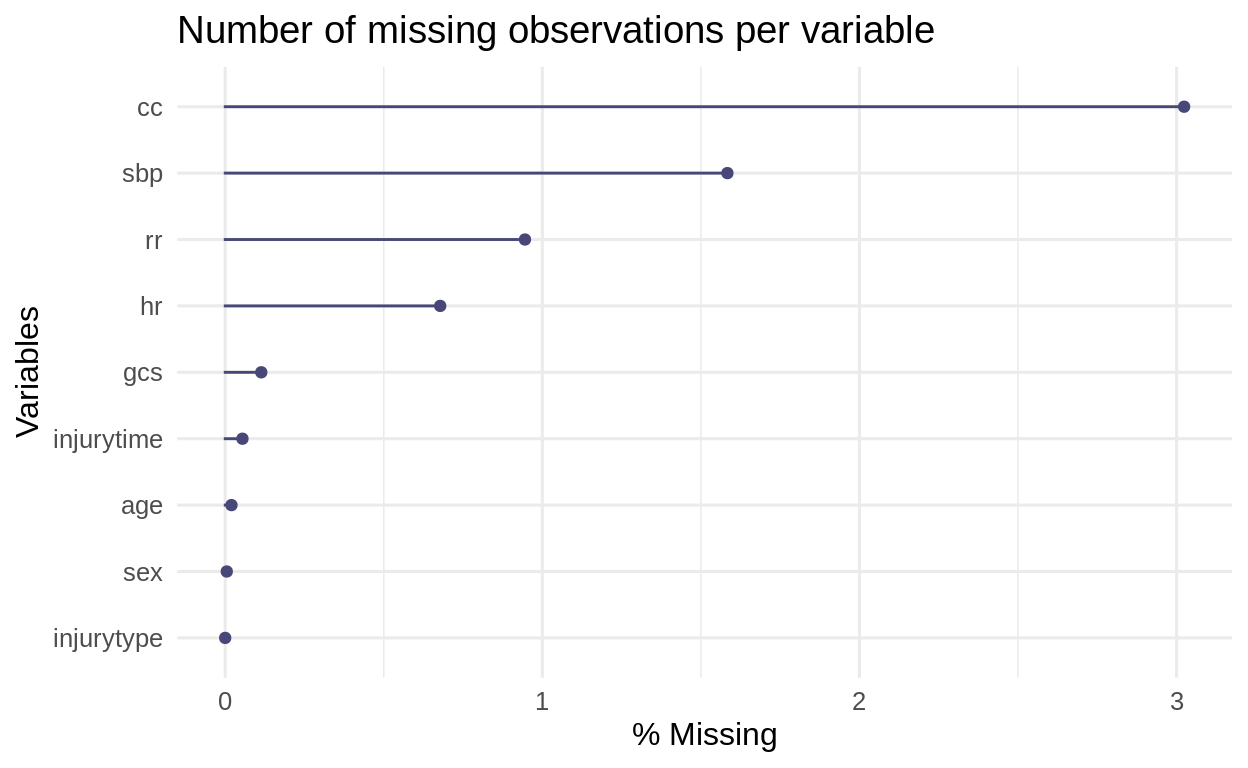 Number of missing observations per variable
cc
sbp
rr
hr
gcs
injurytime
age
sex
injurytype
Variables
0 1 2 3
% Missing